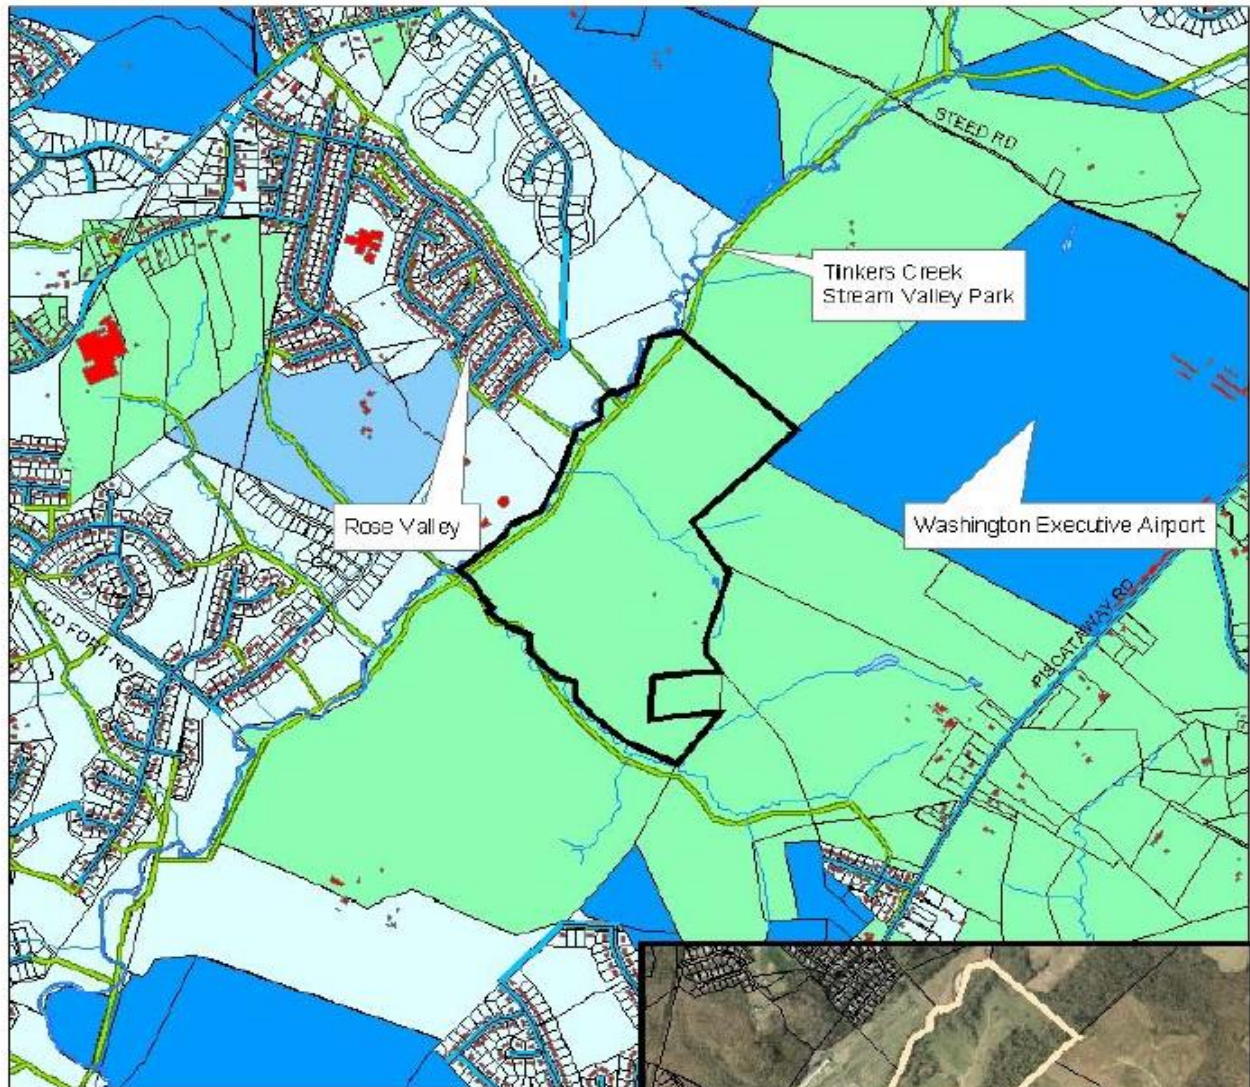 STEED RD
Tinkers Creek
Stream Valley Park
Rose Valley
Washington Executive Airport
PISCATAWAY RD
OLD FORT RD